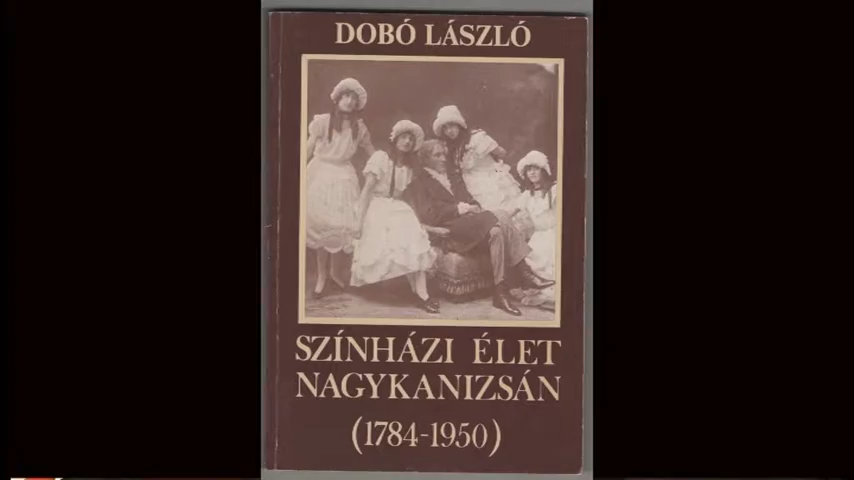 DOBÓ LÁSZLÓ
SZÍNHÁZI ÉLET
NAGYKANIZSÁN
(1784-1950)